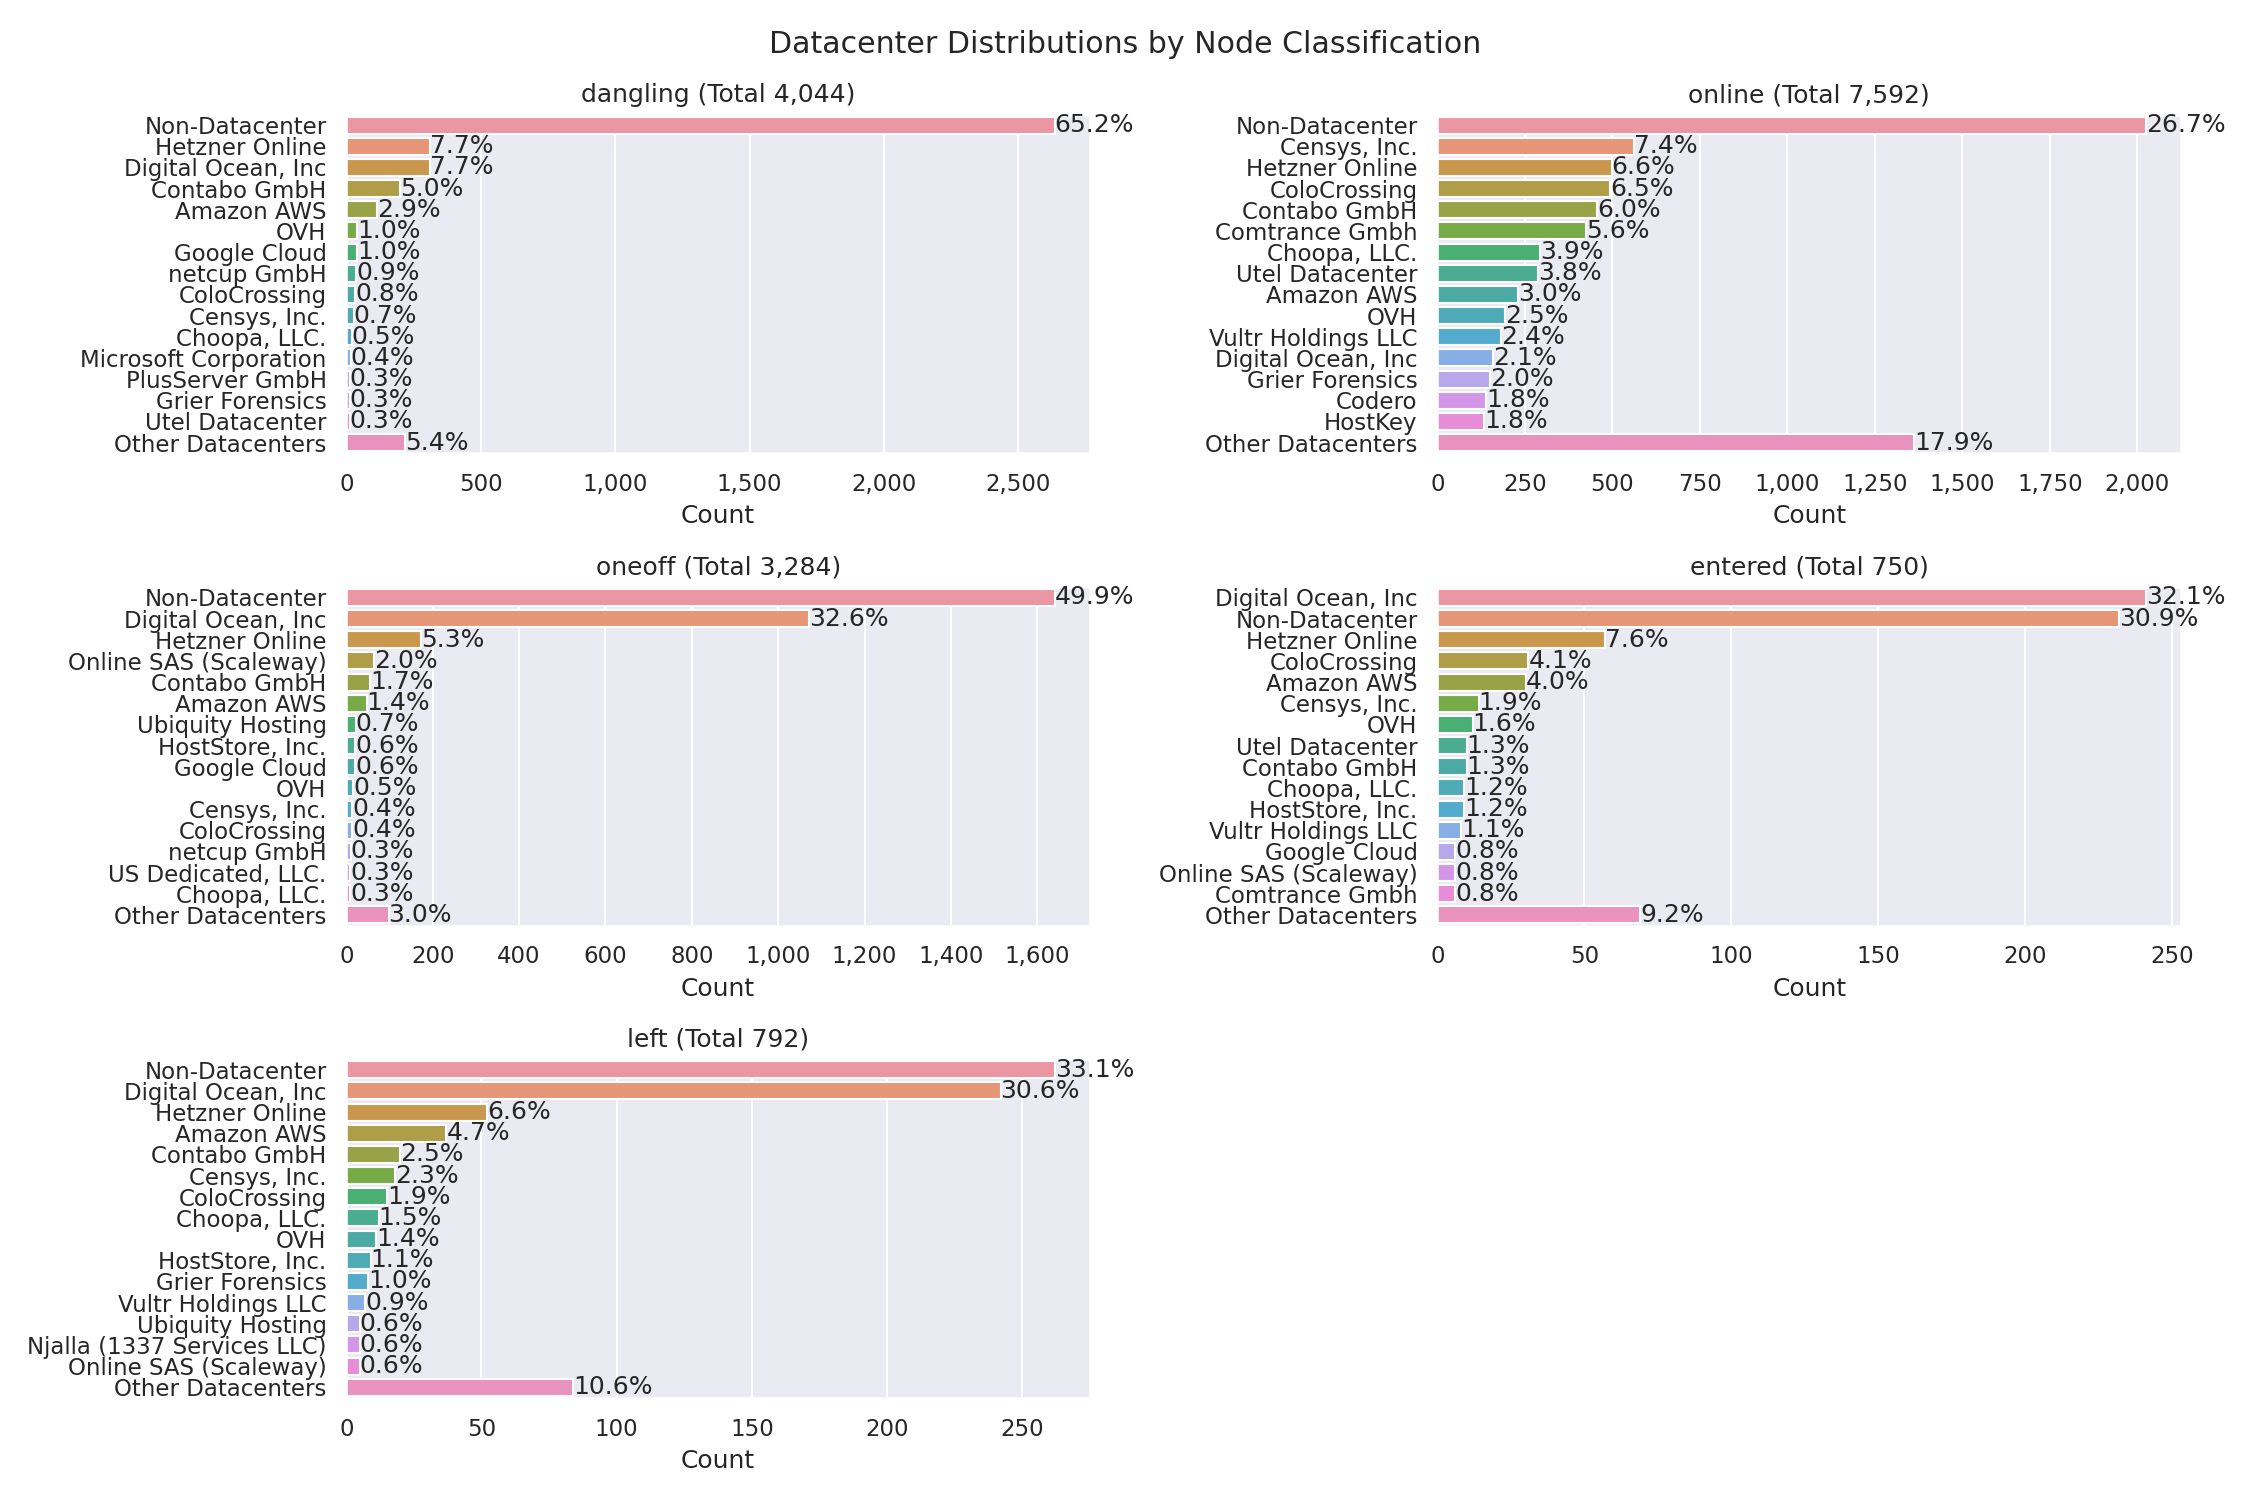 Datacenter Distributions by Node Classification
dangling (Total 4,044)
Non-Datacenter 65.2%
Hetzner Online 7.7%
Digital Ocean, Inc 7.7%
Contabo GmbH 5.0%
Amazon AWS 2.9%
OVH 1.0%
Google Cloud 1.0%
netcup GmbH 0.9%
ColoCrossing 0.8%
Censys, Inc. 0.7%
Choopa, LLC. 0.5%
Microsoft Corporation 0.4%
PlusServer GmbH 0.3%
Grier Forensics 0.3%
Utel Datacenter 0.3%
Other Datacenters 5.4%
0 500 1,000 1,500 2,000 2,500
Count
online (Total 7,592)
Non-Datacenter 26.7%
Censys, Inc. 7.4%
Hetzner Online 6.6%
ColoCrossing 6.5%
Contabo GmbH 6.0%
Comtrance Gmbh 5.6%
Choopa, LLC. 3.9%
Utel Datacenter 3.8%
Amazon AWS 3.0%
OVH 2.5%
Vultr Holdings LLC 2.4%
Digital Ocean, Inc 2.1%
Grier Forensics 2.0%
Codero 1.8%
HostKey 1.8%
Other Datacenters 17.9%
0 250 500 750 1,000 1,250 1,500 1,750 2,000
Count
oneoff (Total 3,284)
Non-Datacenter 49.9%
Digital Ocean, Inc 32.6%
Hetzner Online 5.3%
Online SAS (Scaleway) 2.0%
Contabo GmbH 1.7%
Amazon AWS 1.4%
Ubiquity Hosting 0.7%
HostStore, Inc. 0.6%
Google Cloud 0.6%
OVH 0.5%
Censys, Inc. 0.4%
ColoCrossing 0.4%
netcup GmbH 0.3%
US Dedicated, LLC. 0.3%
Choopa, LLC. 0.3%
Other Datacenters 3.0%
0 200 400 600 800 1,000 1,200 1,400 1,600
Count
entered (Total 750)
Digital Ocean, Inc 32.1%
Non-Datacenter 30.9%
Hetzner Online 7.6%
ColoCrossing 4.1%
Amazon AWS 4.0%
Censys, Inc. 1.9%
OVH 1.6%
Utel Datacenter 1.3%
Contabo GmbH 1.3%
Choopa, LLC. 1.2%
HostStore, Inc. 1.2%
Vultr Holdings LLC 1.1%
Google Cloud 0.8%
Online SAS (Scaleway) 0.8%
Comtrance Gmbh 0.8%
Other Datacenters 9.2%
0 50 100 150 200 250
Count
left (Total 792)
Non-Datacenter 33.1%
Digital Ocean, Inc 30.6%
Hetzner Online 6.6%
Amazon AWS 4.7%
Contabo GmbH 2.5%
Censys, Inc. 2.3%
ColoCrossing 1.9%
Choopa, LLC. 1.5%
OVH 1.4%
HostStore, Inc. 1.1%
Grier Forensics 1.0%
Vultr Holdings LLC 0.9%
Ubiquity Hosting 0.6%
Njalla (1337 Services LLC) 0.6%
Online SAS (Scaleway) 0.6%
Other Datacenters 10.6%
0 50 100 150 200 250
Count